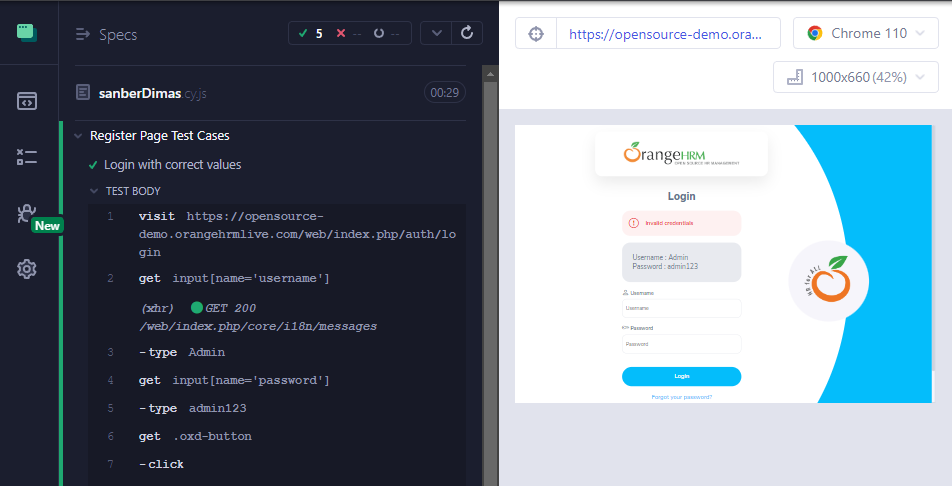 Specs
5
--
--
sanberDimas.cy.js
00:29
Register Page Test Cases
Login with correct values
TEST BODY
1 visit https://opensource-
demo.orangehrmlive.com/web/index.php/auth/lo
gin
2 get input[name='username']
(xhr) GET 200
/web/index.php/core/i18n/messages
3 -type Admin
4 get input[name='password']
5 -type admin123
6 get .oxd-button
7 -click
New
https://opensource-demo.ora...
Chrome 110
1000x660 (42%)
OrangeHRM
OPEN SOURCE HR MANAGEMENT
Login
Invalid credentials
Username : Admin
Password : admin123
Username
Username
Password
Password
Login
Forgot your password?
HR for All